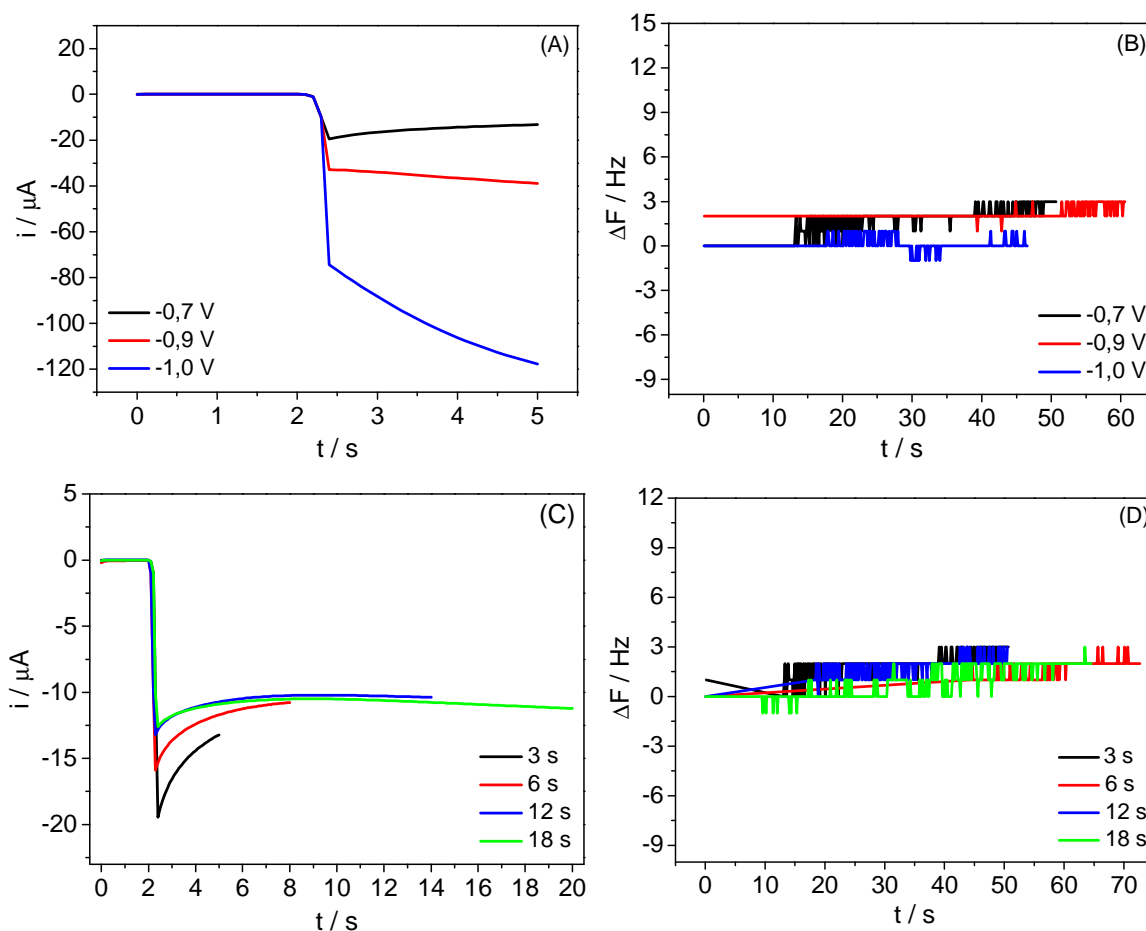 (A)
20
0
-20
-40
-60
-80
-100
-120
i / µA
-0,7 V
-0,9 V
-1,0 V
0 1 2 3 4 5
t / s
(B)
15
12
9
6
3
0
-3
-6
-9
ΔF / Hz
-0,7 V
-0,9 V
-1,0 V
0 10 20 30 40 50 60
t / s
(C)
5
0
-5
-10
-15
-20
i / µA
3 s
6 s
12 s
18 s
0 2 4 6 8 10 12 14 16 18 20
t / s
(D)
12
9
6
3
0
-3
-6
-9
ΔF / Hz
3 s
6 s
12 s
18 s
0 10 20 30 40 50 60 70
t / s